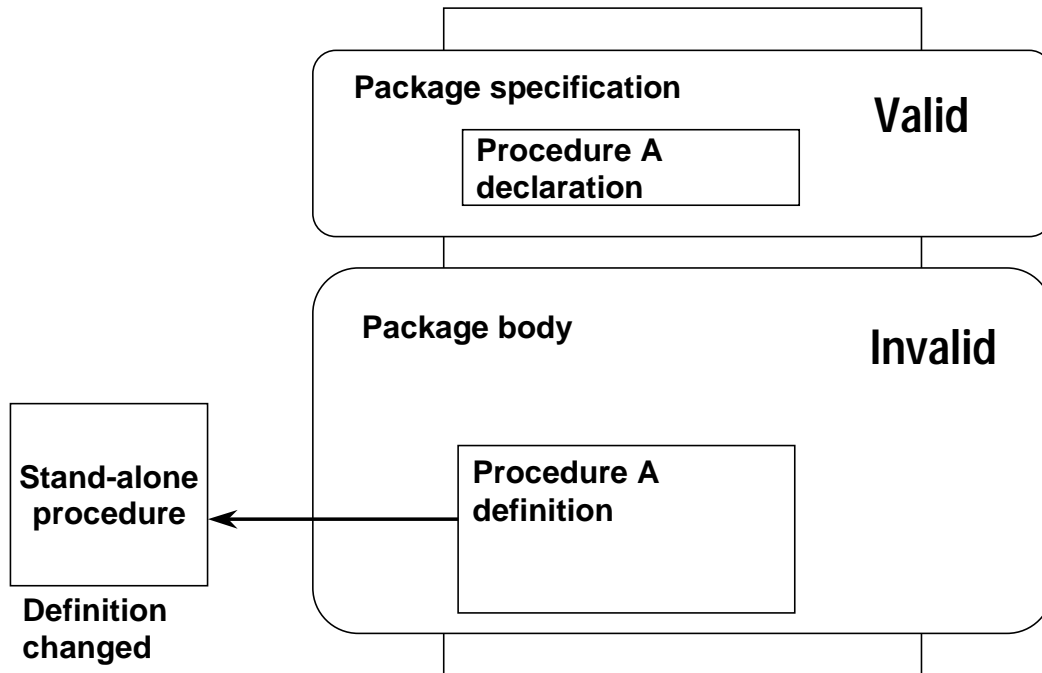 Package specification
Valid
Procedure A
declaration
Package body
Invalid
Procedure A
definition
Stand-alone
procedure
Definition
changed